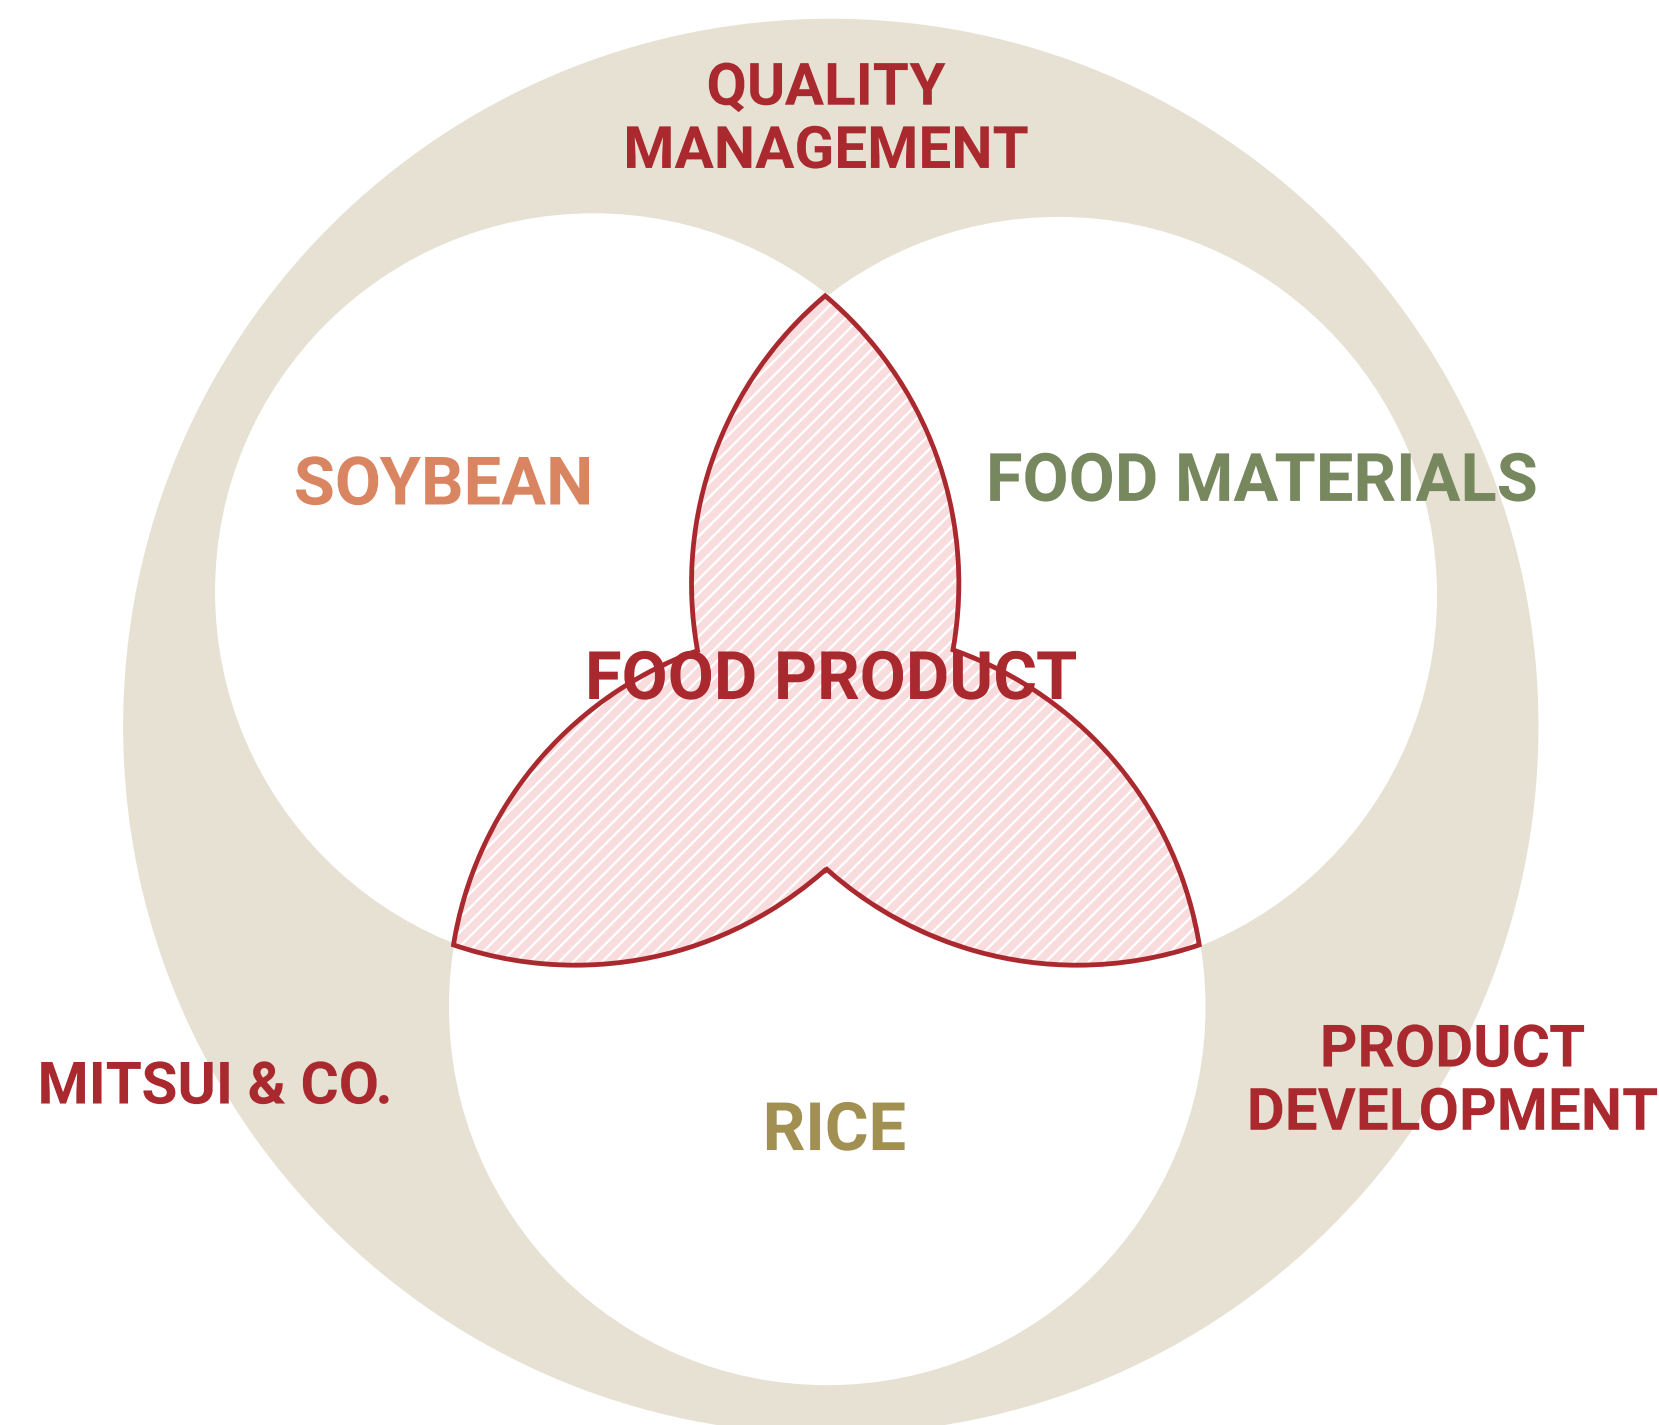 QUALITY
MANAGEMENT
SOYBEAN
FOOD MATERIALS
FOOD PRODUCT
MITSUI & CO.
PRODUCT
DEVELOPMENT
RICE